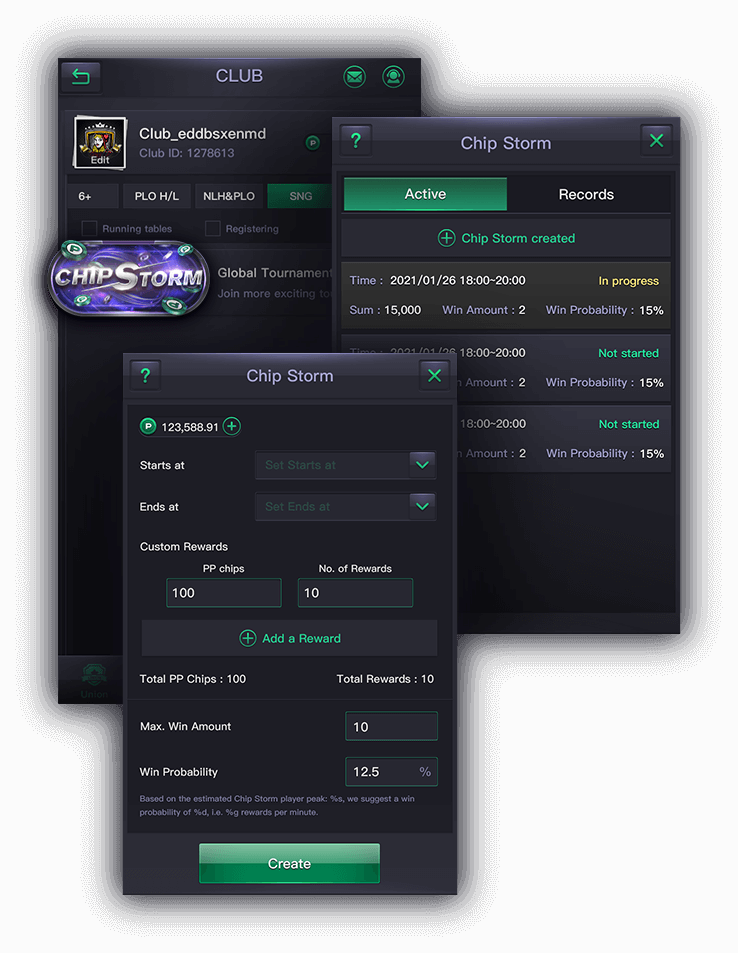 CLUB
Edit
Club_eddbsxenmd
P
Club ID: 1278613
6+
PLO H/L
NLH&PLO
SNG
Running tables
Registering
CHIPSTORM
Global Tournament
Join more exciting to
Union
?
Chip Storm
Active
Records
Chip Storm created
Time : 2021/01/26 18:00~20:00 In progress
Sum : 15,000 Win Amount : 2 Win Probability : 15%
Time : 2021/01/26 18:00~20:00 Not started
Amount : 2 Win Probability : 15%
18:00~20:00 Not started
Amount : 2 Win Probability : 15%
?
Chip Storm
P 123,588.91
Starts at Set Starts at
Ends at Set Ends at
Custom Rewards
PP chips No. of Rewards
100 10
Add a Reward
Total PP Chips : 100 Total Rewards : 10
Max. Win Amount 10
Win Probability 12.5 %
Based on the estimated Chip Storm player peak: %s, we suggest a win
probability of %d, i.e. %g rewards per minute.
Create